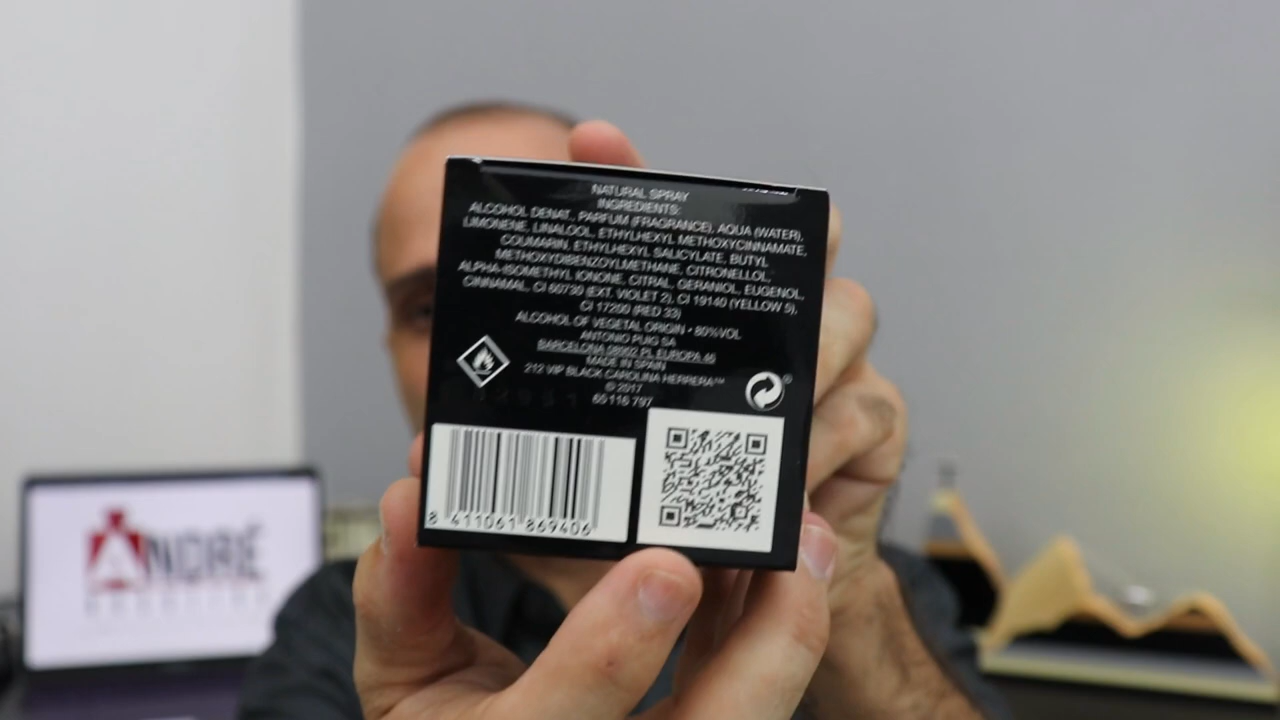 NATURAL SPRAY
INGREDIENTS:
ALCOHOL DENAT., PARFUM (FRAGRANCE), AQUA (WATER),
LIMONENE, LINALOOL, ETHYLHEXYL METHOXYCINNAMATE,
COUMARIN, ETHYLHEXYL SALICYLATE, BUTYL
METHOXYDIBENZOYLMETHANE, CITRONELLOL,
ALPHA-ISOMETHYL IONONE, CITRAL, GERANIOL, EUGENOL,
CINNAMAL, CI 60730 (EXT. VIOLET 2), CI 19140 (YELLOW 5),
CI 17200 (RED 33)
ALCOHOL OF VEGETAL ORIGIN • 80%VOL
ANTONIO PUIG SA
BARCELONA 08902 PL. EUROPA 46
MADE IN SPAIN
212 VIP BLACK CAROLINA HERRERA™
© 2017
65 116 797
8 411061 869406
ANDRÉ